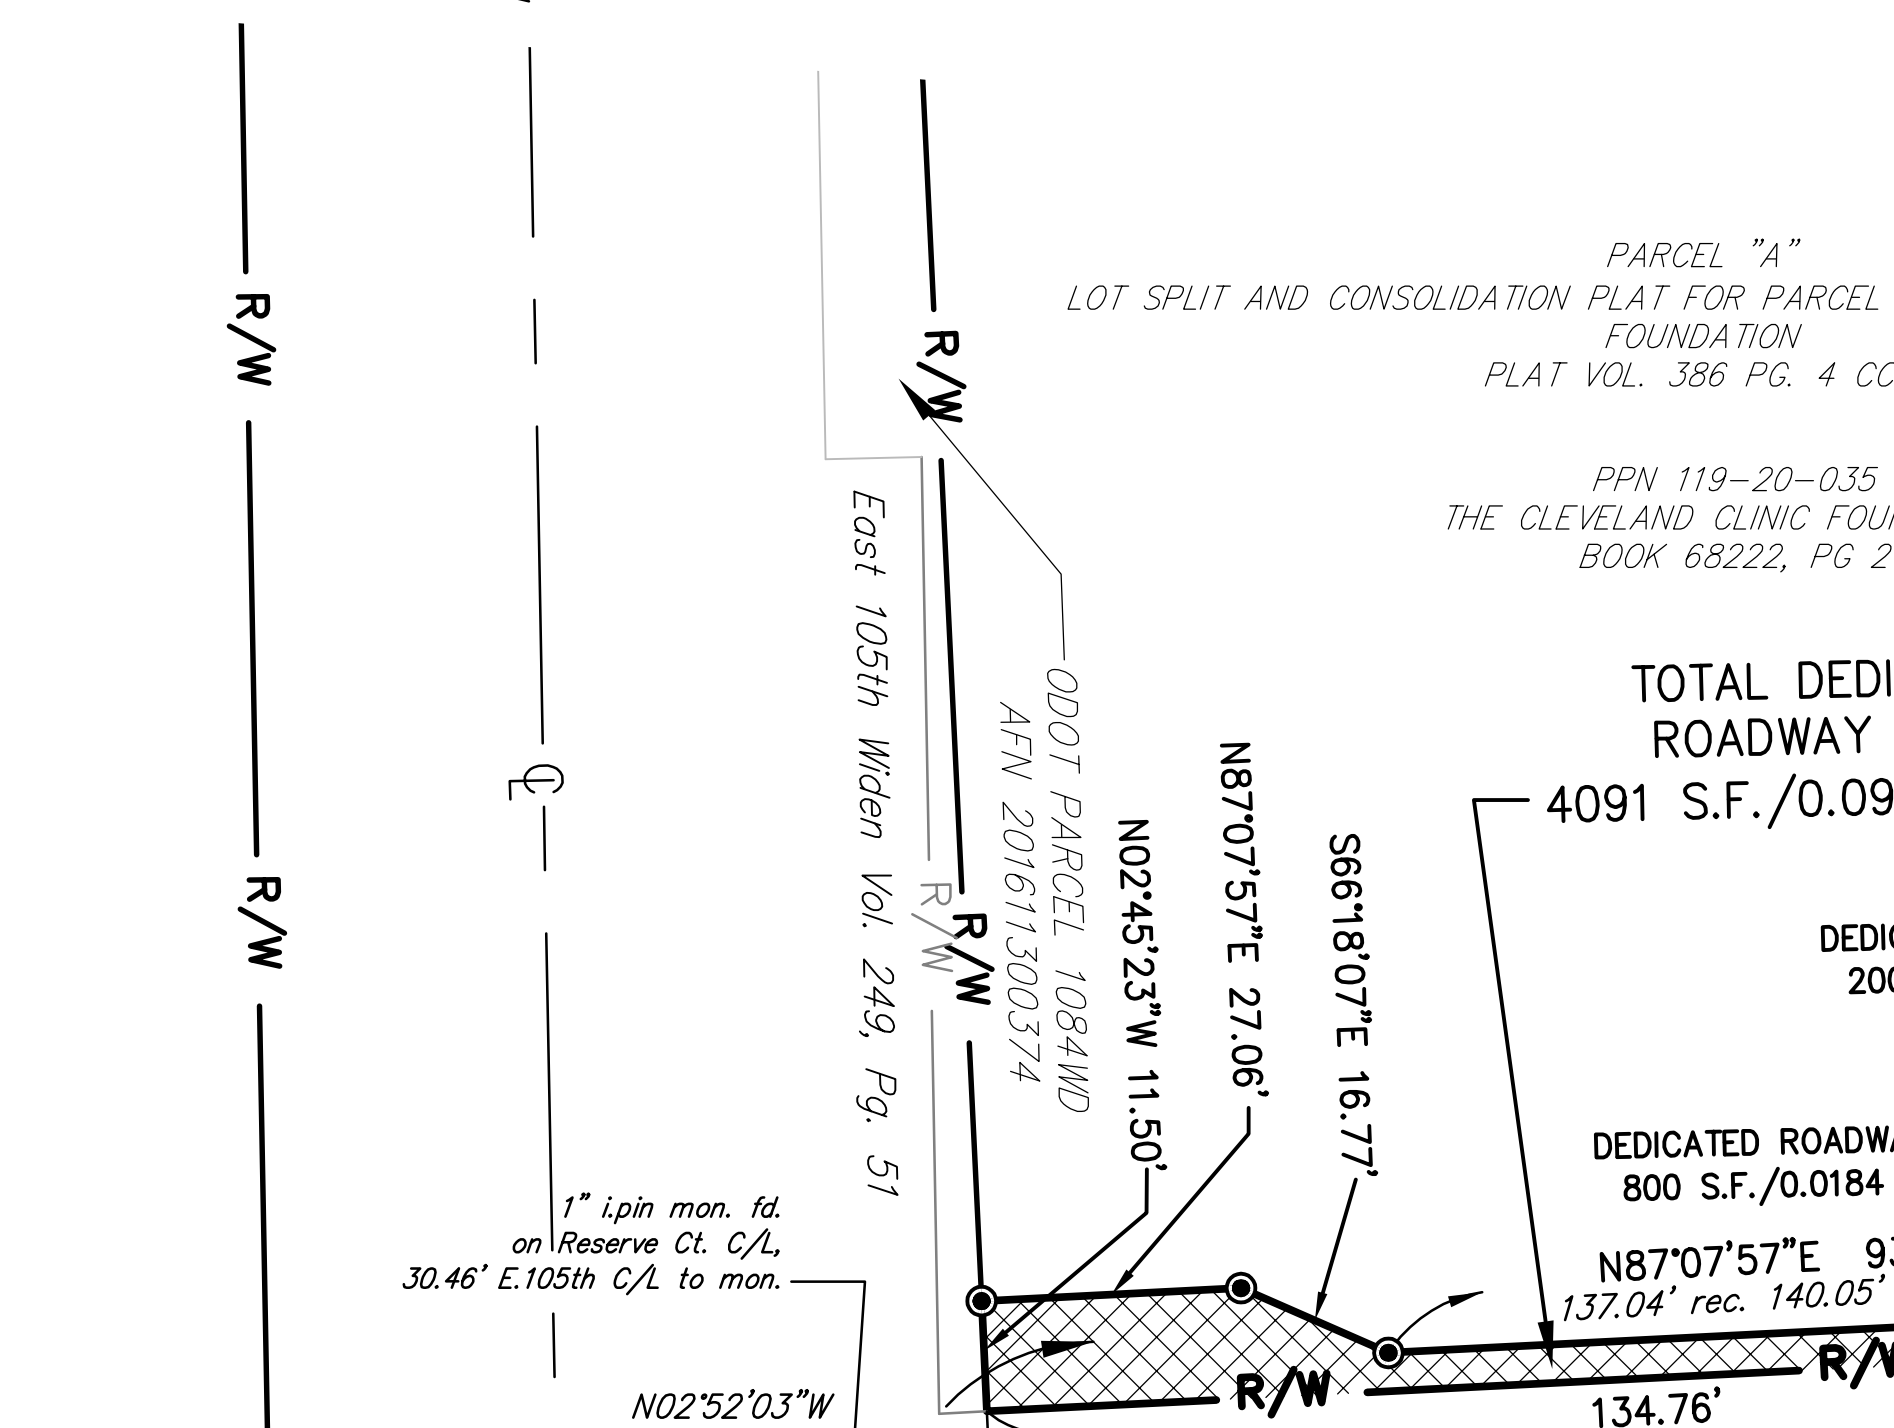 R/W
R/W
R/W
R/W
R/W
R/W
R/W
CL
PARCEL "A"
LOT SPLIT AND CONSOLIDATION PLAT FOR PARCEL
FOUNDATION
PLAT VOL. 386 PG. 4
PPN 119-20-035
THE CLEVELAND CLINIC
BOOK 68222, PG 2
East 105th Widen Vol. 249, Pg. 51
ODOT PARCEL 1084WD
AFN 201611300374
N02°45'23"W 11.50'
N87°07'57"E 27.06'
S66°18'07"E 16.77'
TOTAL
ROADWAY
4091 S.F./0.09
200
DEDICATED
800 S.F./0.0184
N87°07'57"E 93
137.04' rec. 140.05'
1" i.pin mon. fd.
on Reserve Ct. C/L,
30.46' E.105th C/L to mon.
N02°52'03"W
134.76'